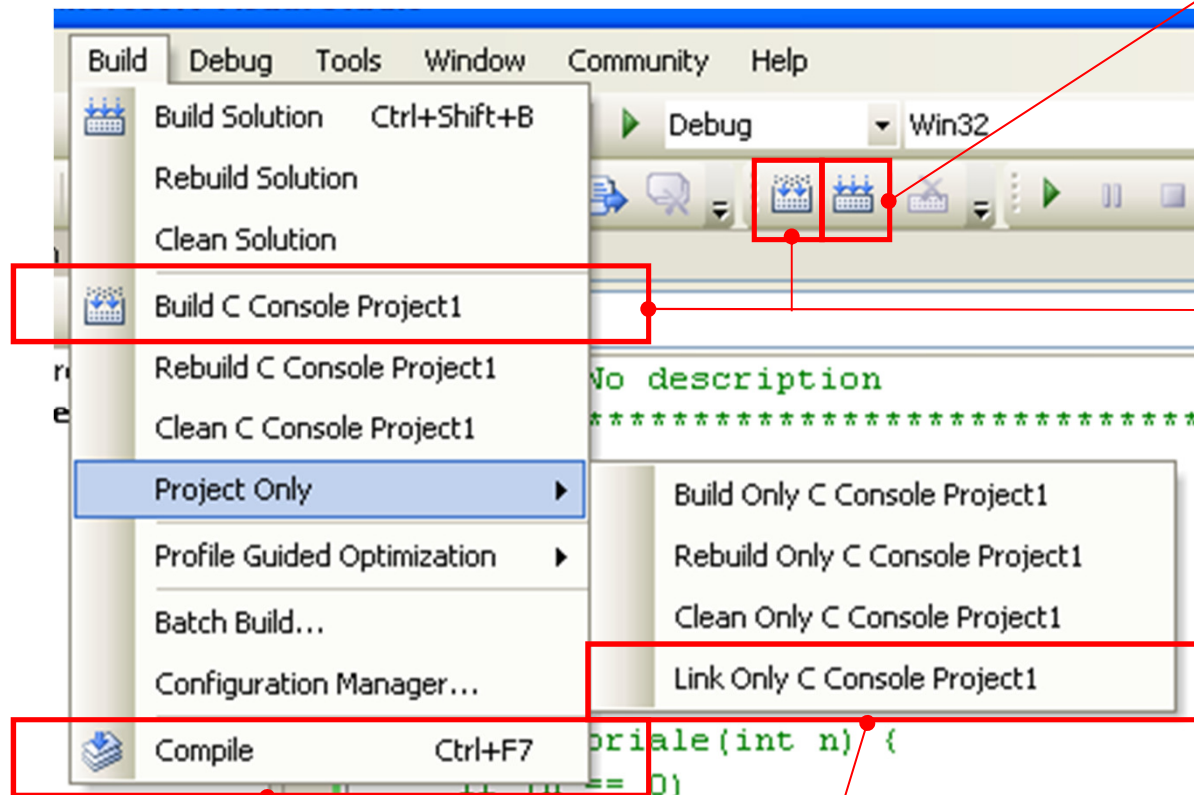 Build Debug Tools Window Community Help
Build Solution Ctrl+Shift+B
Debug Win32
Rebuild Solution
Clean Solution
Build C Console Project1
Rebuild C Console Project1
No description
*****************************
Clean C Console Project1
Project Only
Build Only C Console Project1
Profile Guided Optimization
Rebuild Only C Console Project1
Batch Build...
Clean Only C Console Project1
Configuration Manager...
Link Only C Console Project1
Compile Ctrl+F7
oriale(int n) {
== 0)